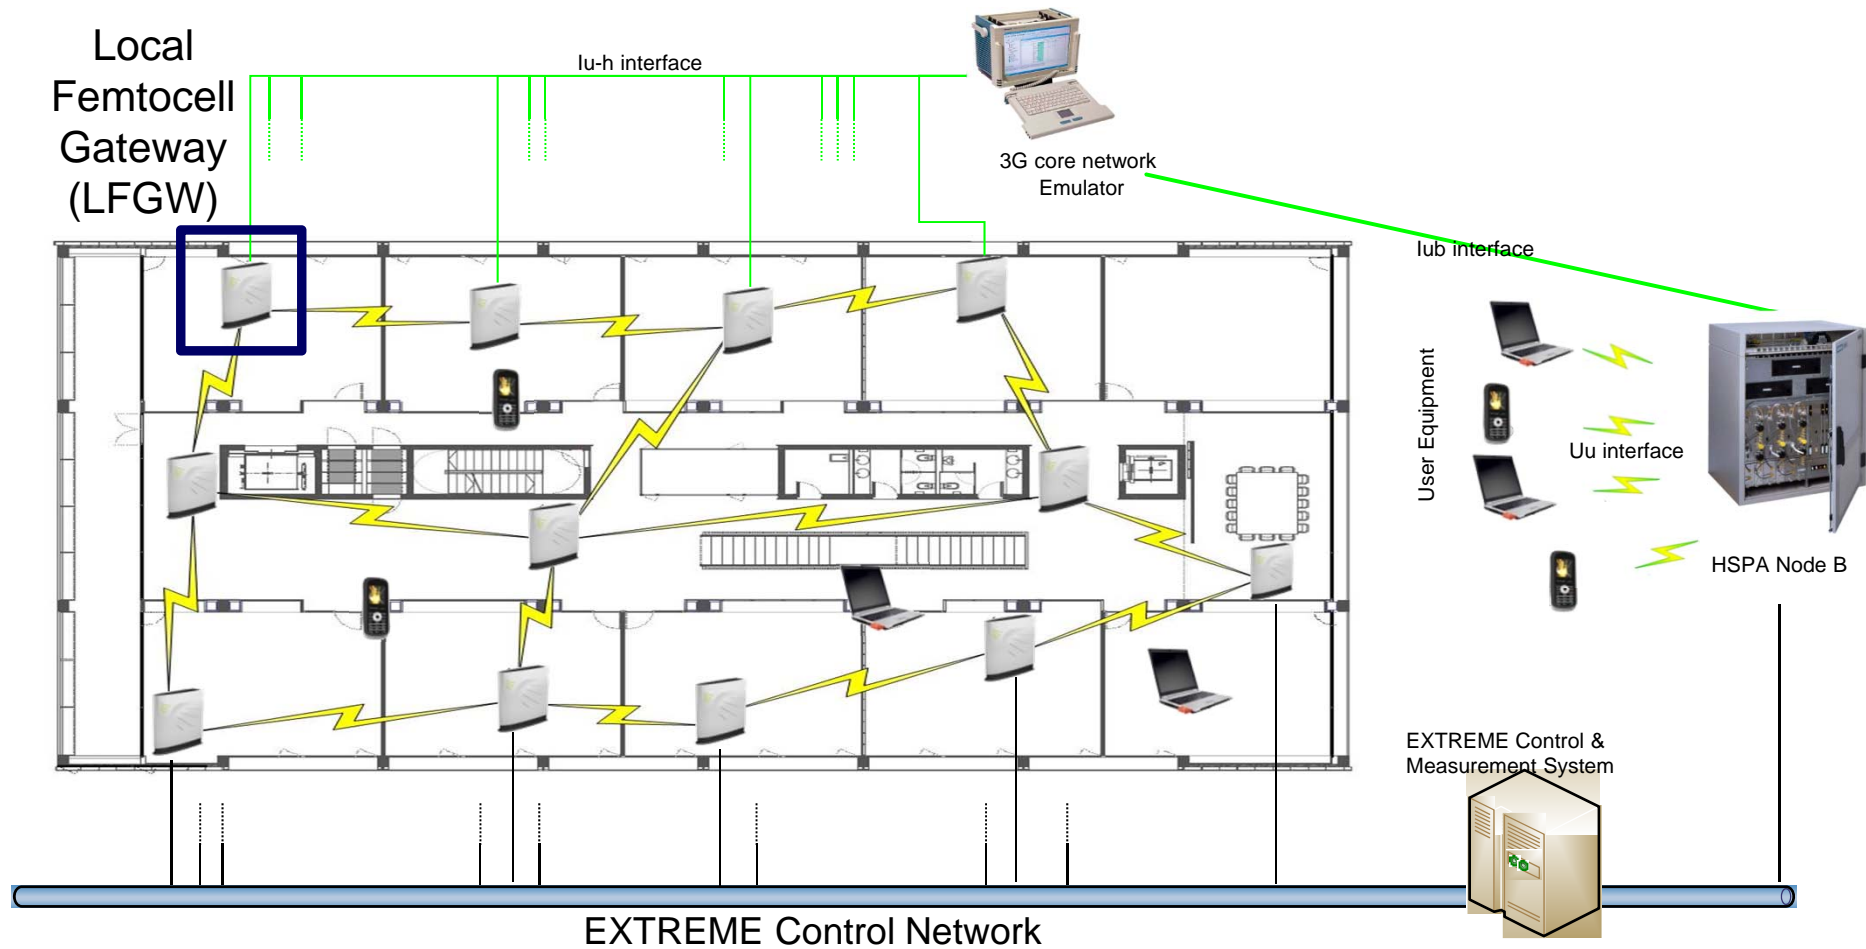 Local
Femtocell
Gateway
(LFGW)
Iu-h interface
3G core network
Emulator
Iub interface
User Equipment
Uu interface
HSPA Node B
EXTREME Control &
Measurement System
EXTREME Control Network